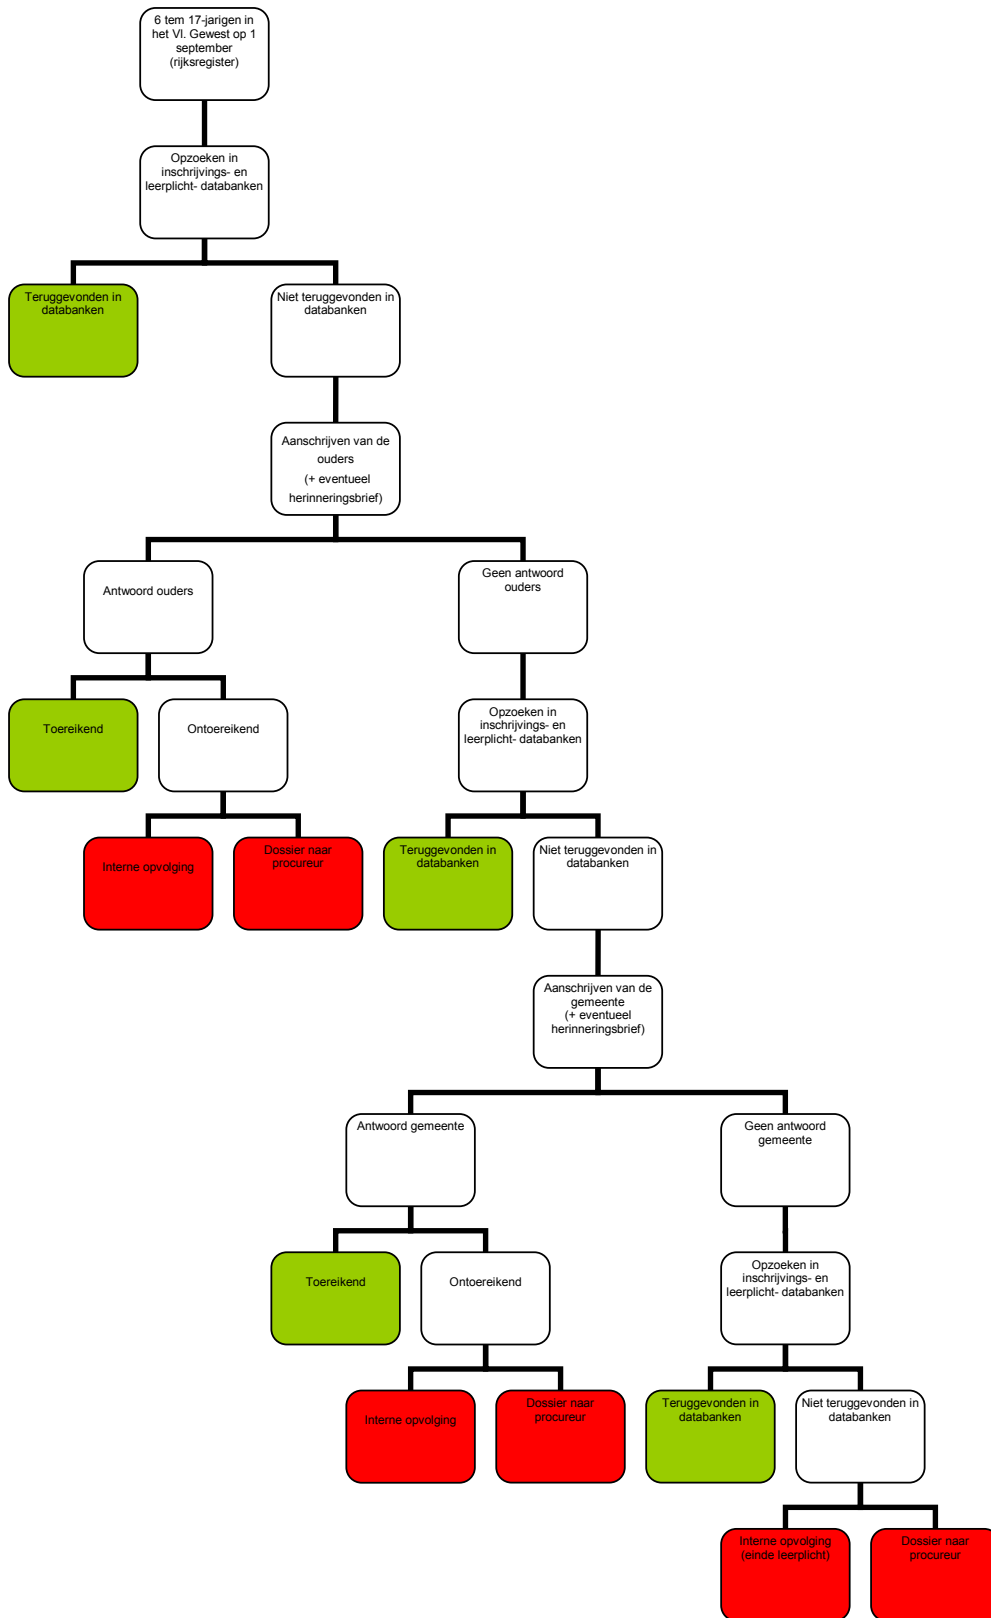 6 tem 17-jarigen in
het Vl. Gewest op 1
september
(rijksregister)
Opzoeken in
inschrijvings- en
leerplicht- databanken
Teruggevonden in
databanken
Niet teruggevonden in
databanken
Aanschrijven van de
ouders
(+ eventueel
herinneringsbrief)
Antwoord ouders
Geen antwoord
ouders
Toereikend
Ontoereikend
Opzoeken in
inschrijvings- en
leerplicht- databanken
Interne opvolging
Dossier naar
procureur
Teruggevonden in
databanken
Niet teruggevonden in
databanken
Aanschrijven van de
gemeente
(+ eventueel
herinneringsbrief)
Antwoord gemeente
Geen antwoord
gemeente
Toereikend
Ontoereikend
Opzoeken in
inschrijvings- en
leerplicht- databanken
Interne opvolging
Dossier naar
procureur
Teruggevonden in
databanken
Niet teruggevonden in
databanken
Interne opvolging
(einde leerplicht)
Dossier naar
procureur